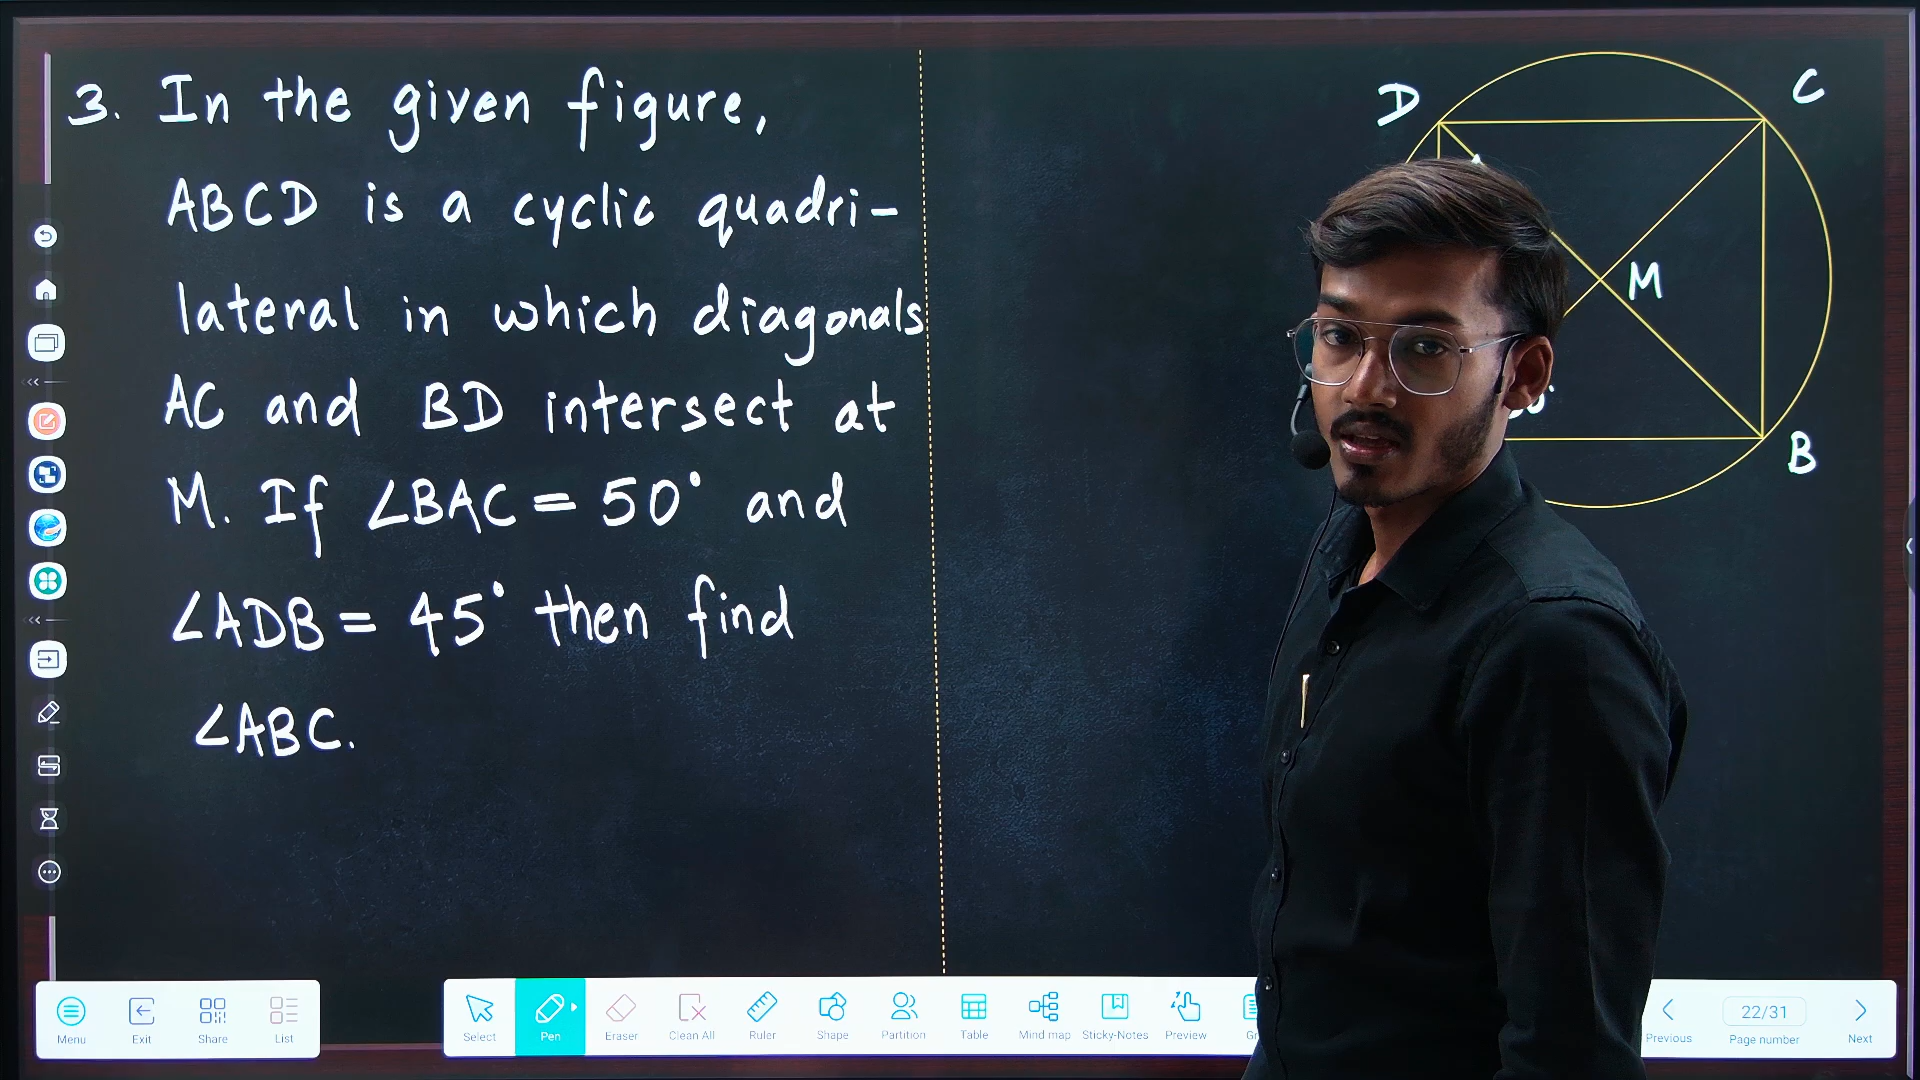 3. In the given figure,
ABCD is a cyclic quadri-
lateral in which diagonals
AC and BD intersect at
M. If ∠BAC = 50° and
∠ADB = 45° then find
∠ABC.
D
C
M
B
Menu
Exit
Share
List
Select
Pen
Eraser
Clean All
Ruler
Shape
Partition
Table
Mind map
Sticky-Notes
Preview
Previous
22/31
Page number
Next